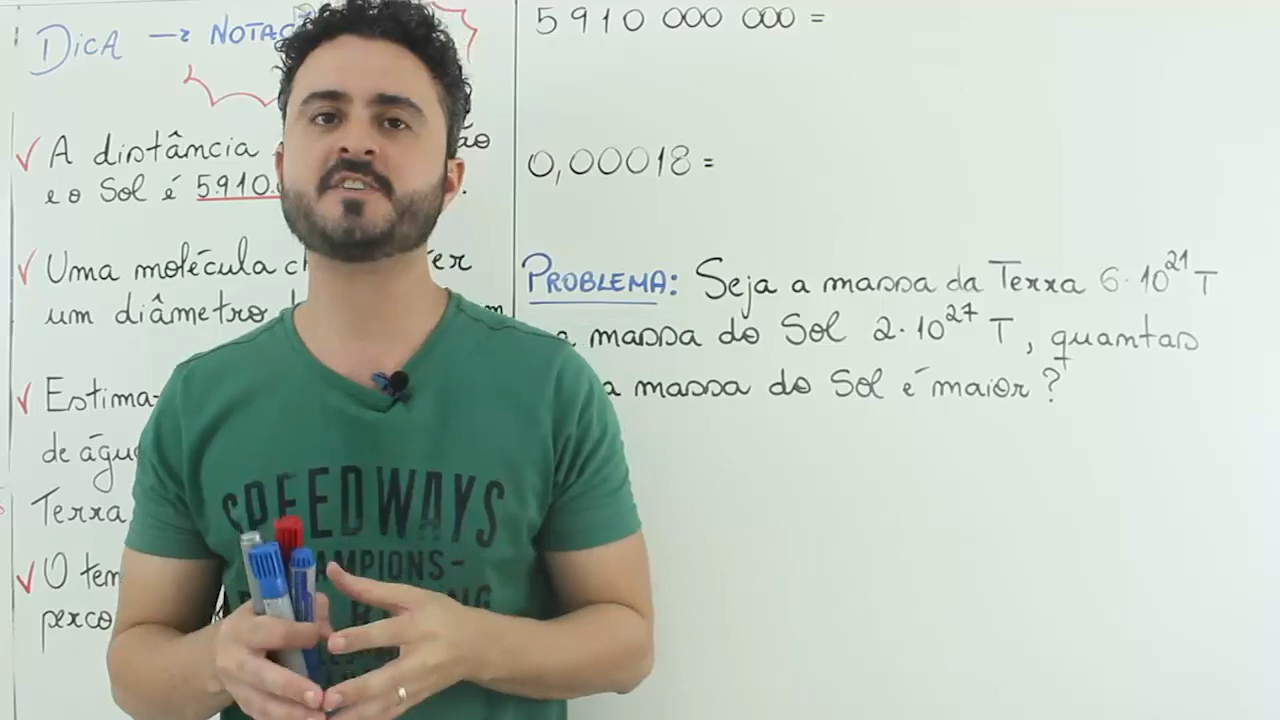 DICA → NOTAÇ
A distância ão
e o Sol é 5.910.
Uma molécula
um diâmetro
Estima-
de água
Terra
O tem
perco
5 910 000 000 =
0,00018 =
PROBLEMA: Seja a massa da Terra 6·10²¹ T
massa do Sol 2·10²⁷ T, quantas
a massa do Sol é maior?
SPEEDWAYS
CHAMPIONS-